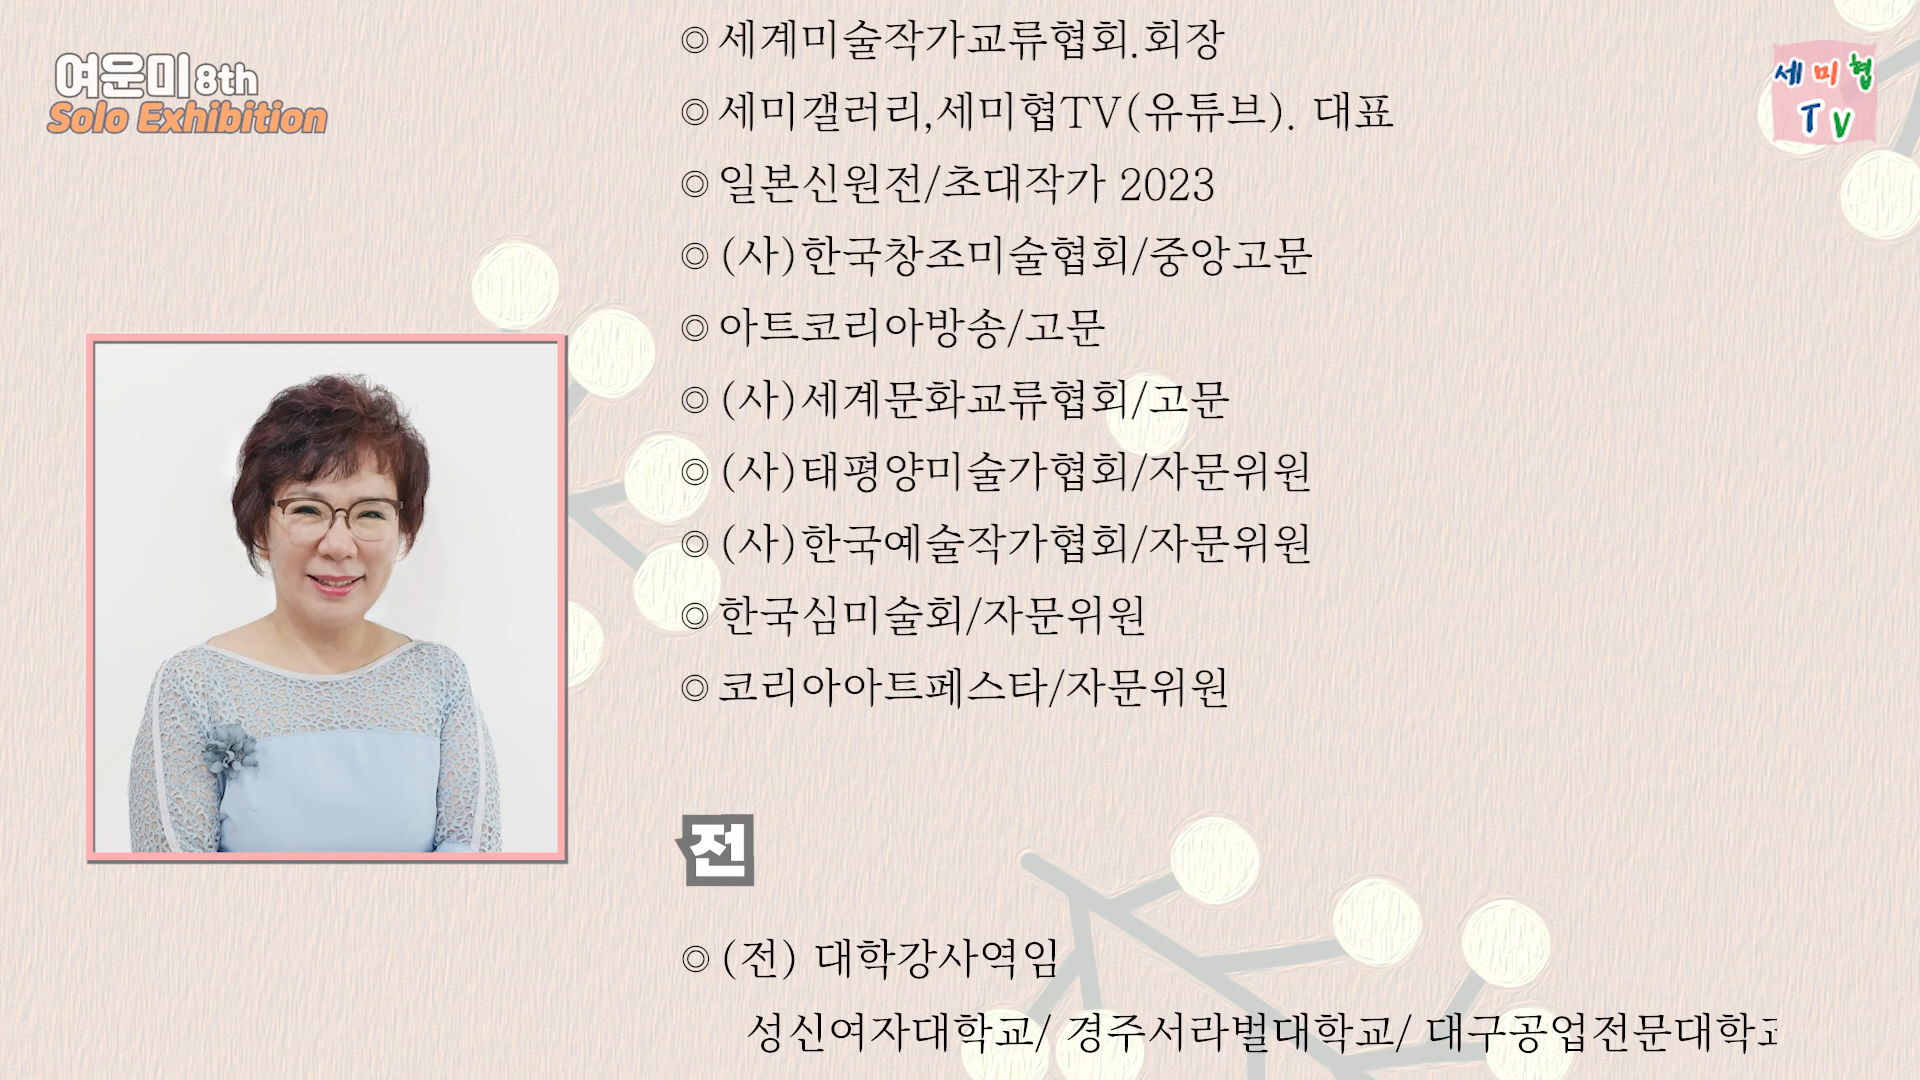 여운미 8th
Solo Exhibition
세미협
TV
◎ 세계미술작가교류협회.회장
◎ 세미갤러리,세미협TV(유튜브). 대표
◎ 일본신원전/초대작가 2023
◎ (사)한국창조미술협회/중앙고문
◎ 아트코리아방송/고문
◎ (사)세계문화교류협회/고문
◎ (사)태평양미술가협회/자문위원
◎ (사)한국예술작가협회/자문위원
◎ 한국심미술회/자문위원
◎ 코리아아트페스타/자문위원
전
◎ (전) 대학강사역임
성신여자대학교/ 경주서라벌대학교/ 대구공업전문대학교